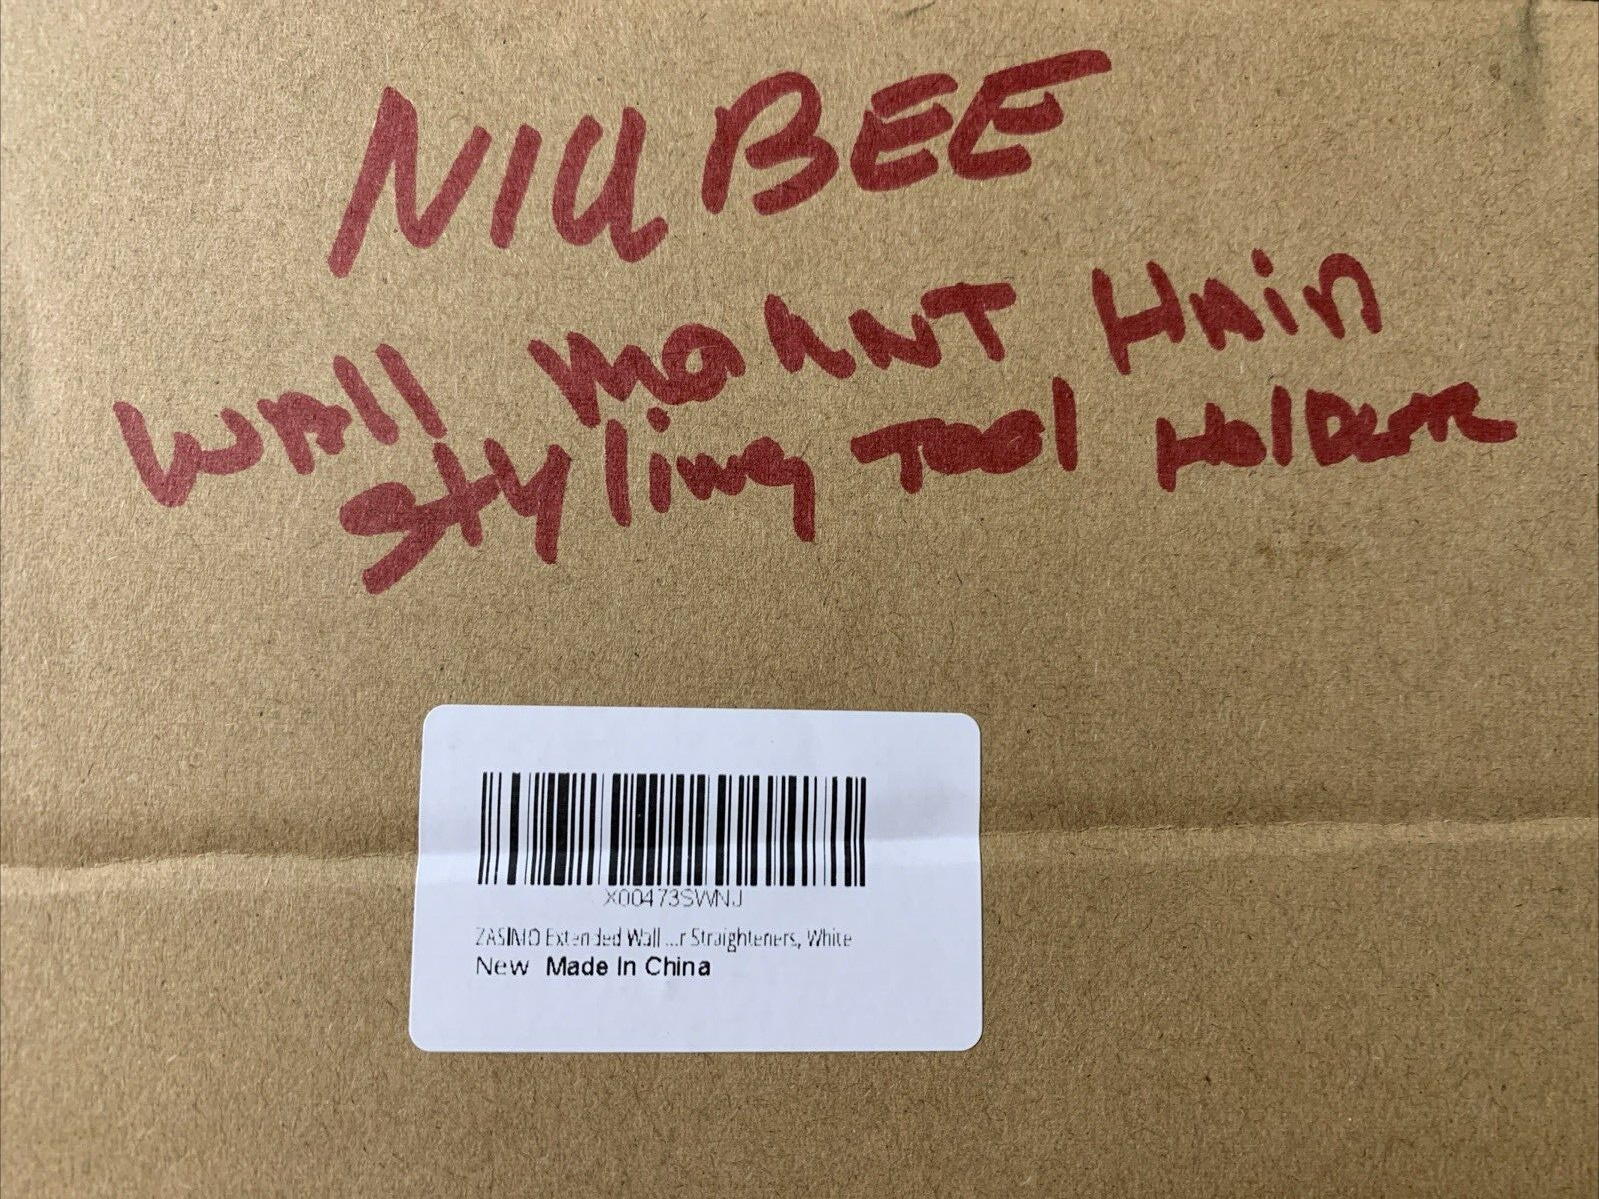 NIUBEE
Wall mount Hair
Styling Tool Holder
X00473SWNJ
ZASIMO Extended Wall ...r Straighteners, White
New Made In China